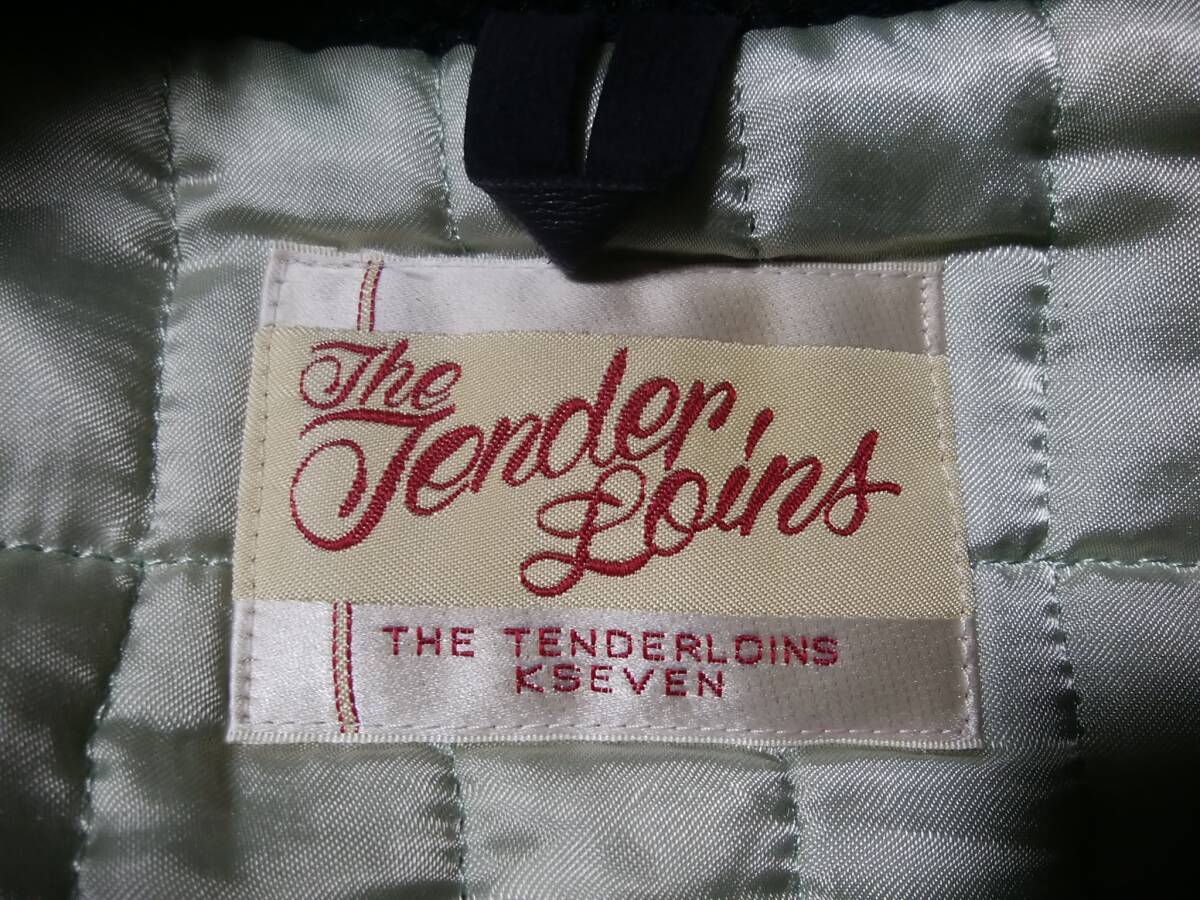 The
Tender
Loins
THE TENDERLOINS
KSEVEN